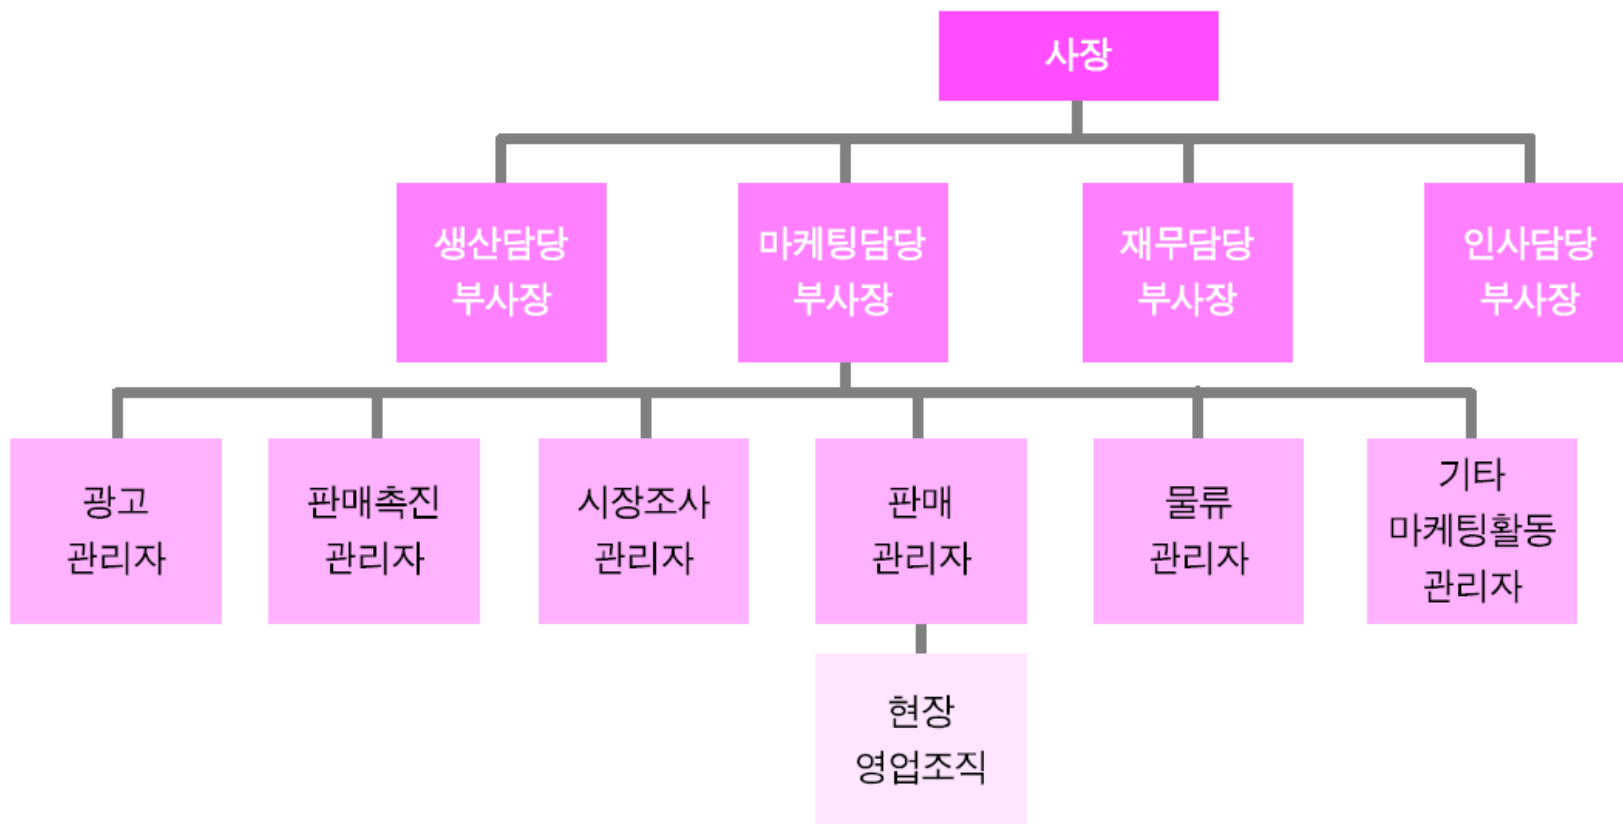 사장
생산담당
부사장
마케팅담당
부사장
재무담당
부사장
인사담당
부사장
광고
관리자
판매촉진
관리자
시장조사
관리자
판매
관리자
물류
관리자
기타
마케팅활동
관리자
현장
영업조직